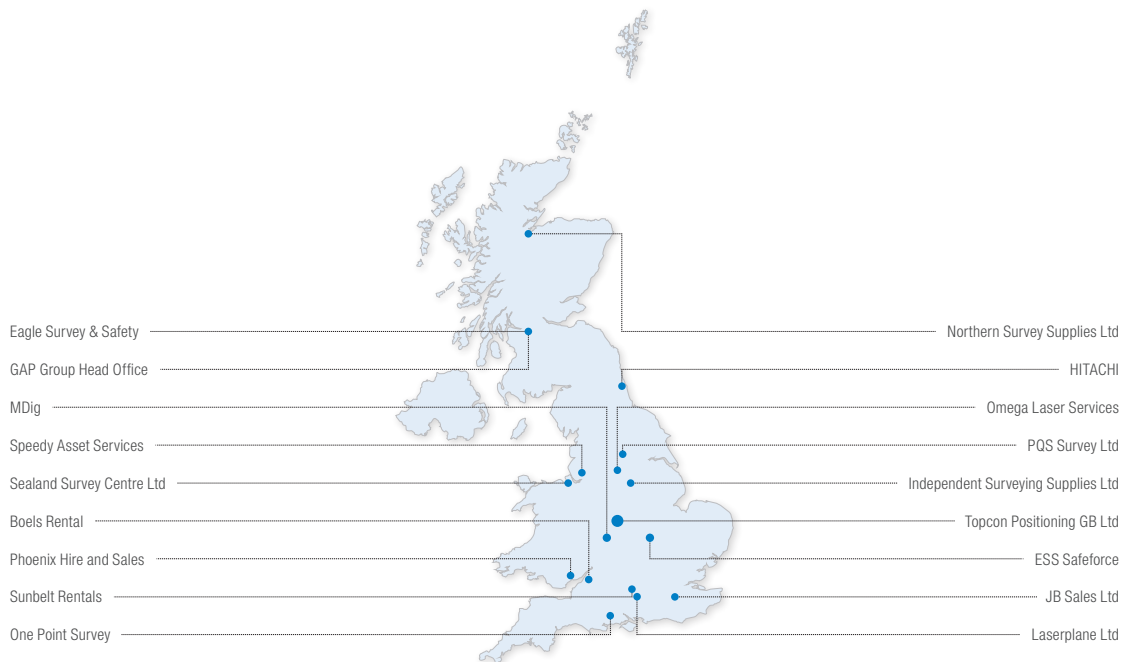 Eagle Survey & Safety
GAP Group Head Office
MDig
Speedy Asset Services
Sealand Survey Centre Ltd
Boels Rental
Phoenix Hire and Sales
Sunbelt Rentals
One Point Survey
Northern Survey Supplies Ltd
HITACHI
Omega Laser Services
PQS Survey Ltd
Independent Surveying Supplies Ltd
Topcon Positioning GB Ltd
ESS Safeforce
JB Sales Ltd
Laserplane Ltd